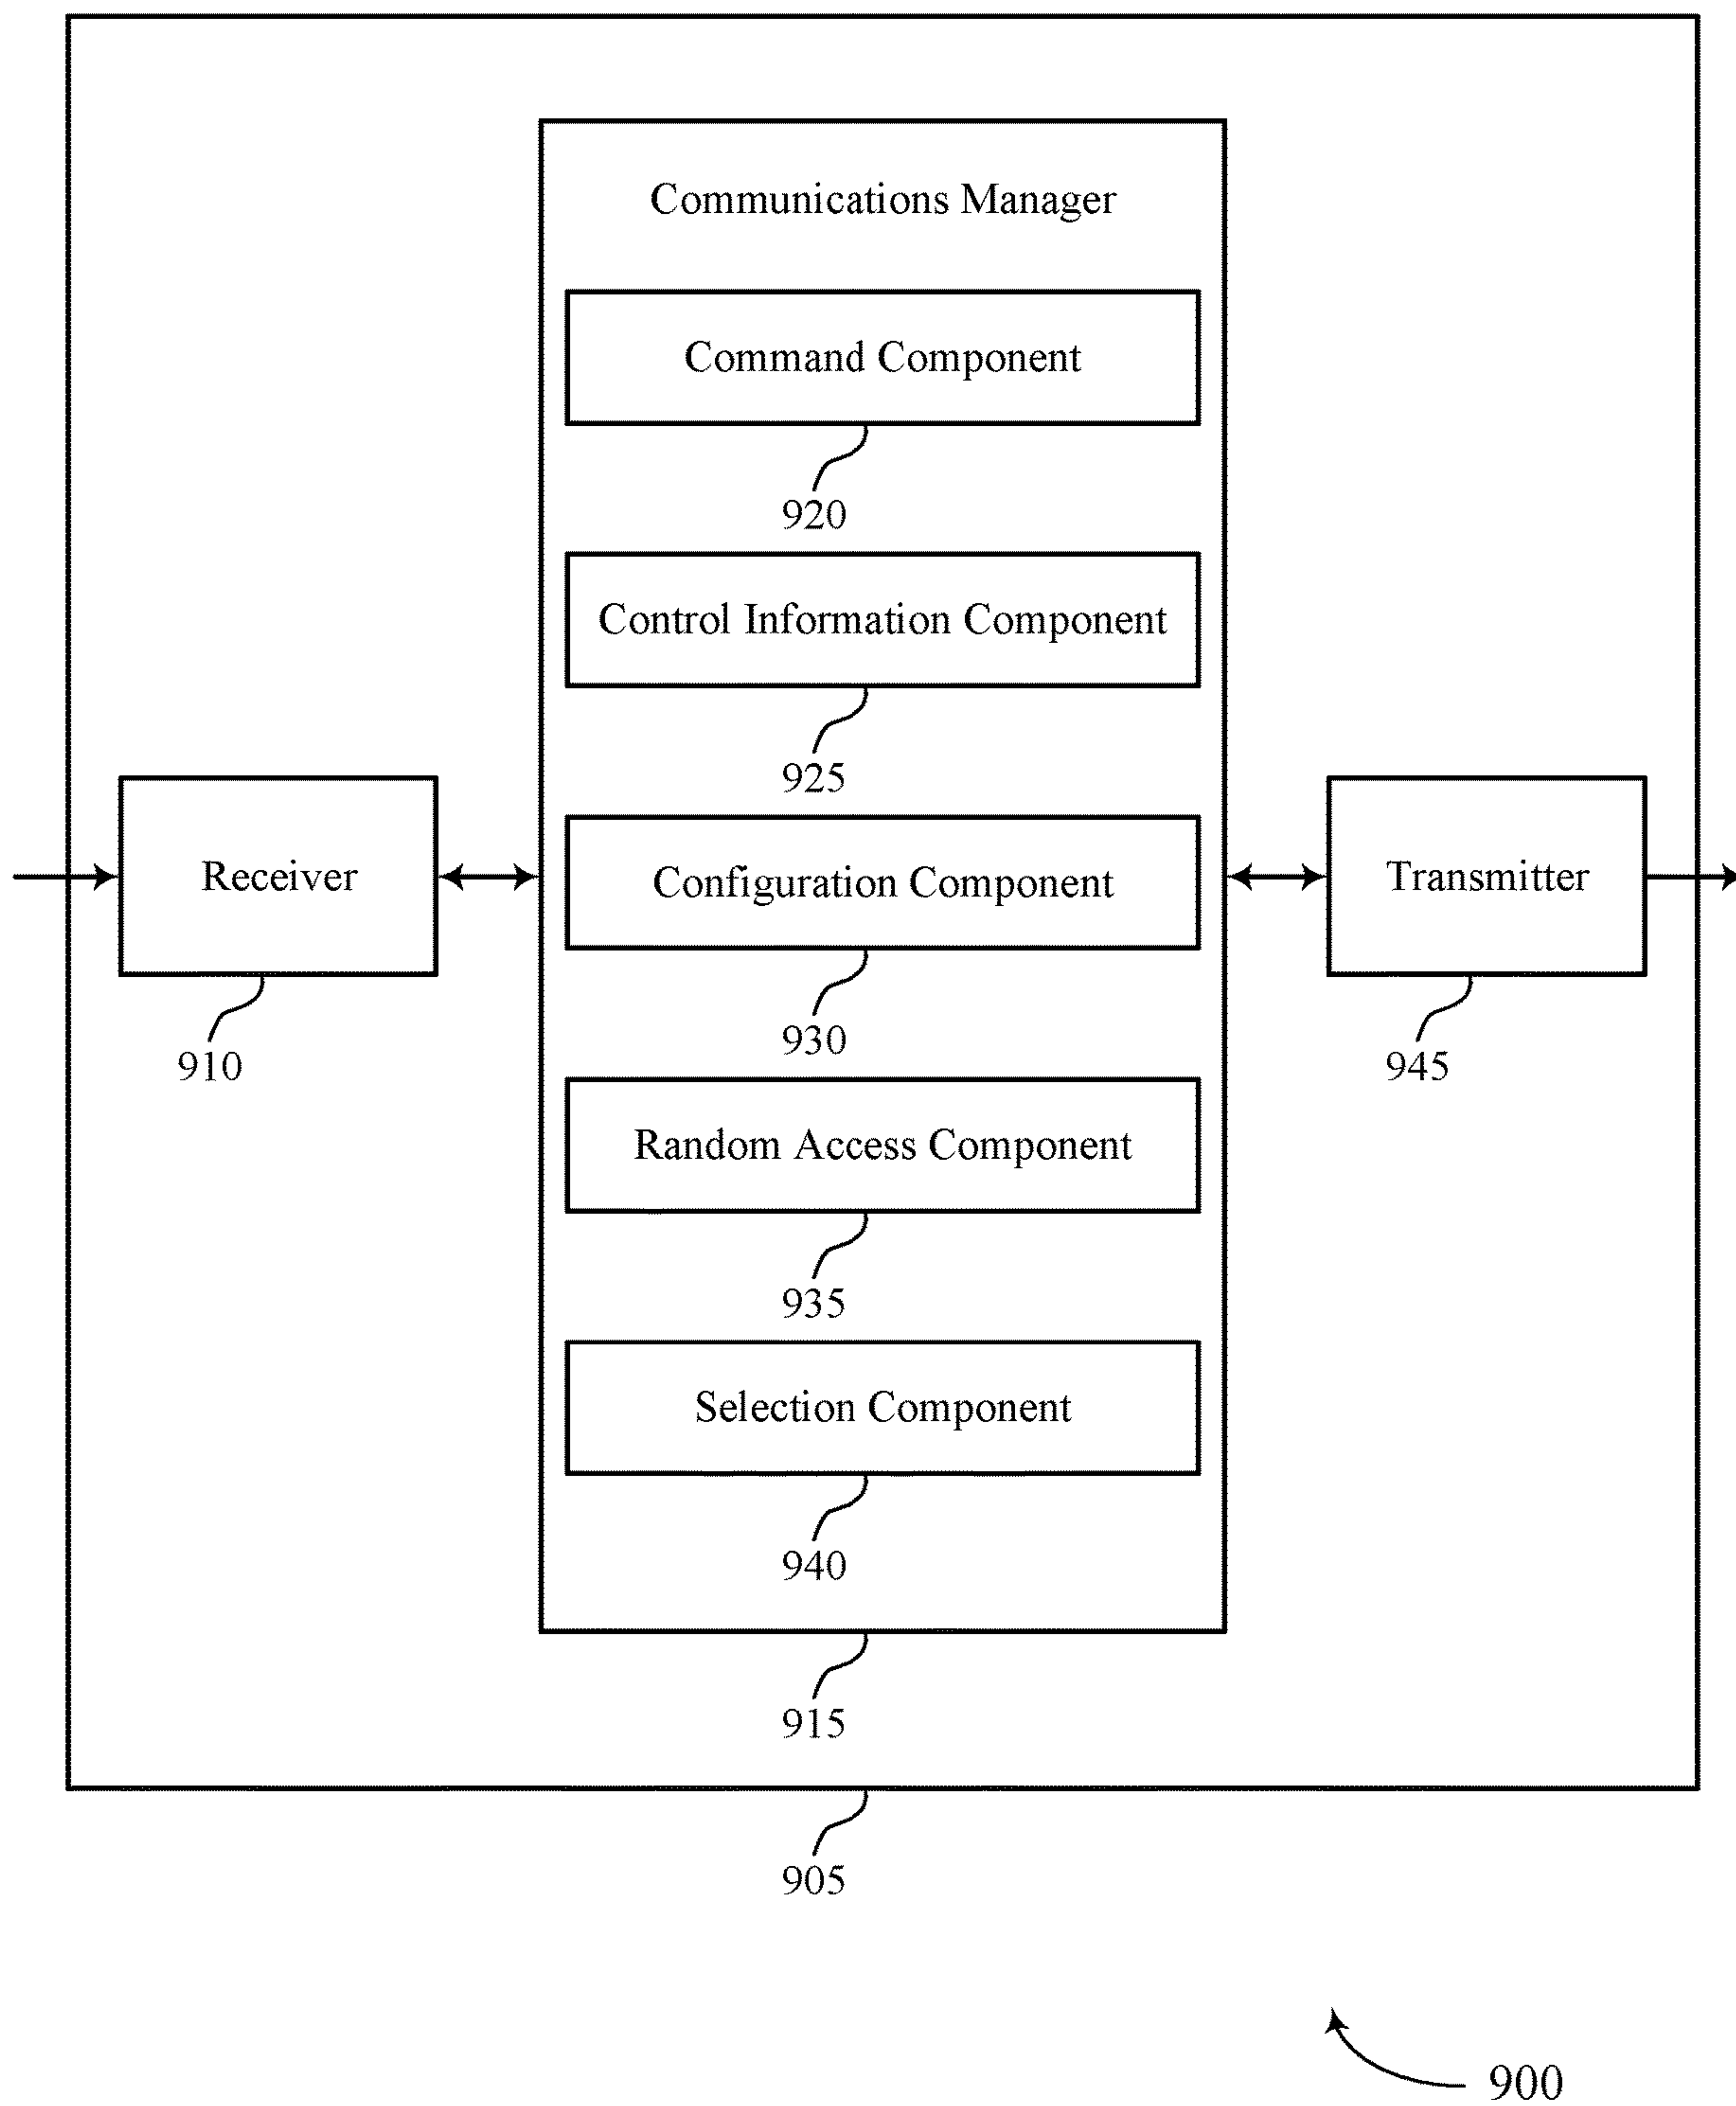 Communications Manager
Command Component
920
Control Information Component
925
Receiver
910
Configuration Component
930
Transmitter
945
Random Access Component
935
Selection Component
940
915
905
900